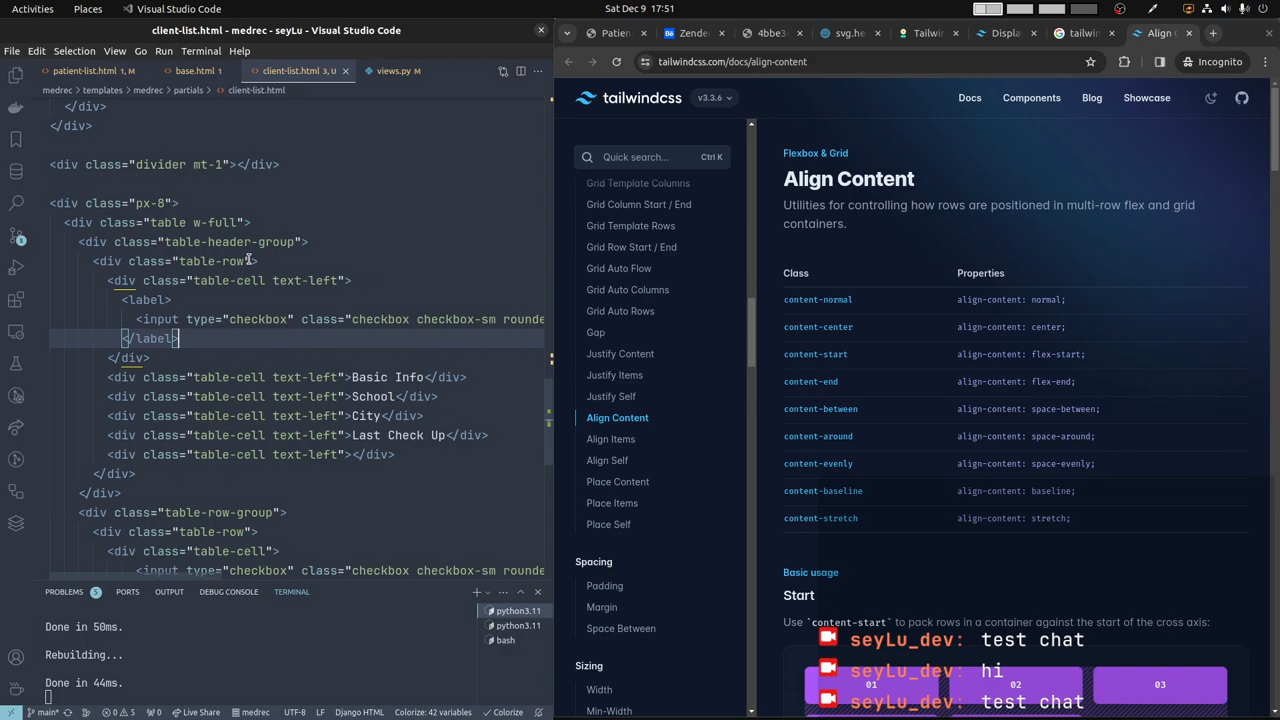 Activities Places Visual Studio Code Sat Dec 9 17:51
client-list.html - medrec - seyLu - Visual Studio Code
File Edit Selection View Go Run Terminal Help
patient-list.html 1, M base.html 1 client-list.html 3, U views.py M
medrec > templates > medrec > partials > client-list.html
</div>
</div>
<div class="divider mt-1"></div>
<div class="px-8">
<div class="table w-full">
<div class="table-header-group">
<div class="table-row">
<div class="table-cell text-left">
<label>
<input type="checkbox" class="checkbox checkbox-sm rounde
</label>
</div>
<div class="table-cell text-left">Basic Info</div>
<div class="table-cell text-left">School</div>
<div class="table-cell text-left">City</div>
<div class="table-cell text-left">Last Check Up</div>
<div class="table-cell text-left"></div>
</div>
</div>
<div class="table-row-group">
<div class="table-row">
<div class="table-cell">
<input type="checkbox" class="checkbox checkbox-sm rounde
PROBLEMS 5 PORTS OUTPUT DEBUG CONSOLE TERMINAL
Done in 50ms.
Rebuilding...
Done in 44ms.
python3.11
python3.11
bash
main* 0 5 0 Live Share medrec UTF-8 LF Django HTML Colorize: 42 variables Colorize
Patien Zender 4bbe3 svg.he Tailwin Displa tailwin Align C
tailwindcss.com/docs/align-content Incognito
tailwindcss v3.3.6 Docs Components Blog Showcase
Quick search... Ctrl K
Grid Template Columns
Grid Column Start / End
Grid Template Rows
Grid Row Start / End
Grid Auto Flow
Grid Auto Columns
Grid Auto Rows
Gap
Justify Content
Justify Items
Justify Self
Align Content
Align Items
Align Self
Place Content
Place Items
Place Self
Spacing
Padding
Margin
Space Between
Sizing
Width
Min-Width
Flexbox & Grid
Align Content
Utilities for controlling how rows are positioned in multi-row flex and grid
containers.
Class Properties
content-normal align-content: normal;
content-center align-content: center;
content-start align-content: flex-start;
content-end align-content: flex-end;
content-between align-content: space-between;
content-around align-content: space-around;
content-evenly align-content: space-evenly;
content-baseline align-content: baseline;
content-stretch align-content: stretch;
Basic usage
Start
Use `content-start` to pack rows in a container against the start of the cross axis:
01 02 03
seyLu_dev: test chat
seyLu_dev: hi
seyLu_dev: test chat